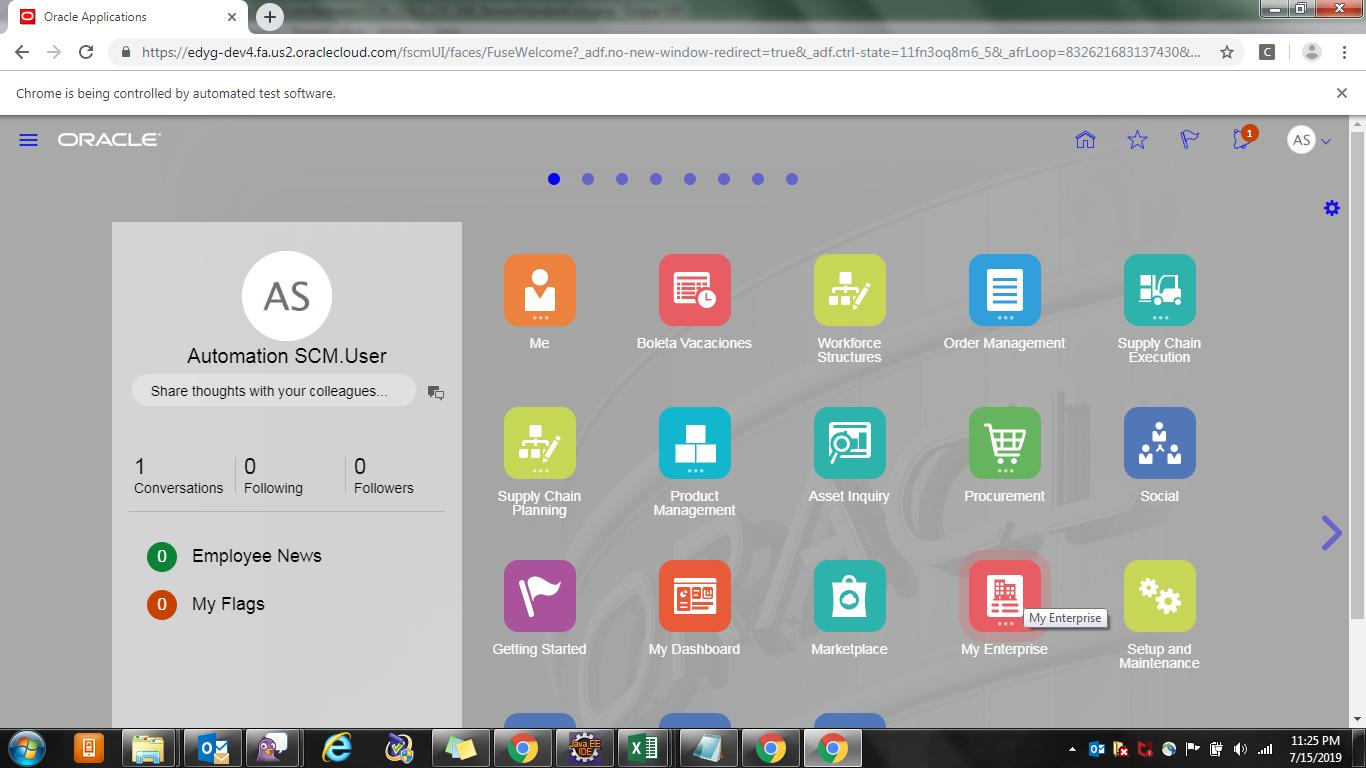 Oracle Applications
https://edyg-dev4.fa.us2.oraclecloud.com/fscmUI/faces/FuseWelcome?_adf.no-new-window-redirect=true&_adf.ctrl-state=11fn3oq8m6_5&_afrLoop=8326216831374308&...
C
Chrome is being controlled by automated test software.
ORACLE
1
AS
AS
Automation SCM.User
Share thoughts with your colleagues...
1
Conversations
0
Following
0
Followers
0 Employee News
0 My Flags
Me
Boleta Vacaciones
Workforce
Structures
Order Management
Supply Chain
Execution
Supply Chain
Planning
Product
Management
Asset Inquiry
Procurement
Social
Getting Started
My Dashboard
Marketplace
My Enterprise
My Enterprise
Setup and
Maintenance
Java EE
IDE
11:25 PM
7/15/2019